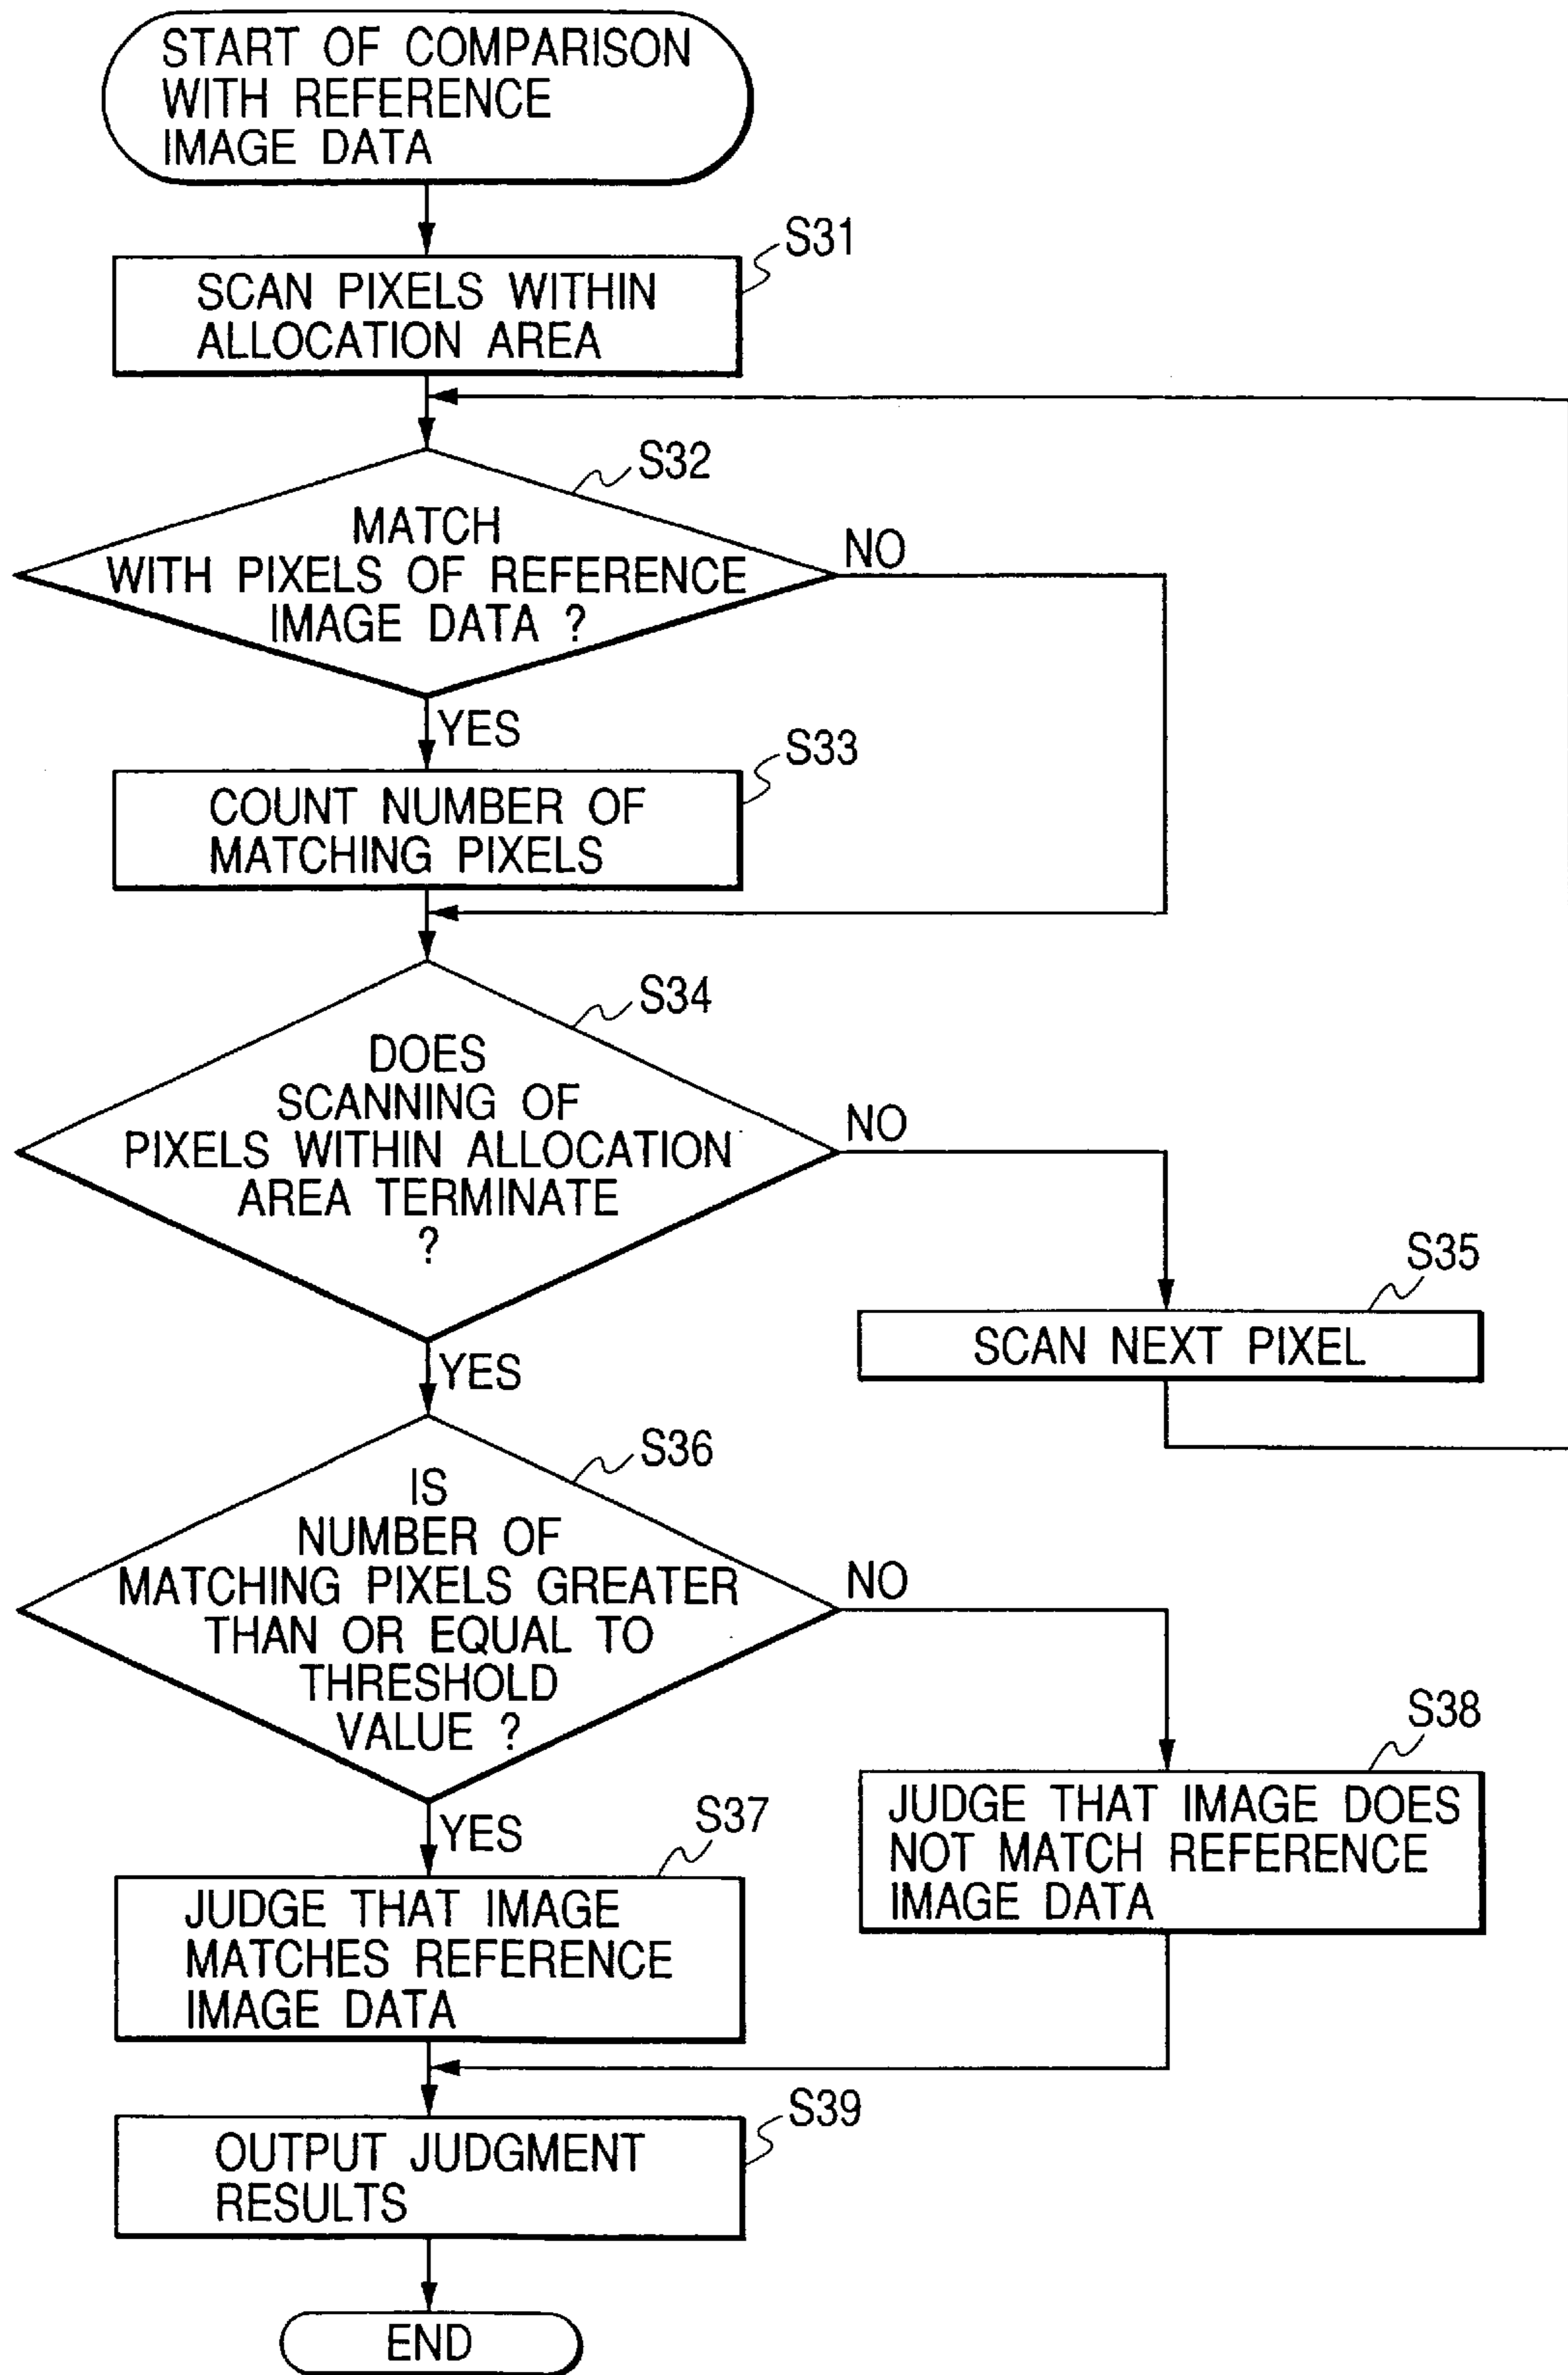 START OF COMPARISON
WITH REFERENCE
IMAGE DATA
S31
SCAN PIXELS WITHIN
ALLOCATION AREA
S32
MATCH
WITH PIXELS OF REFERENCE
IMAGE DATA ?
NO
YES
S33
COUNT NUMBER OF
MATCHING PIXELS
S34
DOES
SCANNING OF
PIXELS WITHIN ALLOCATION
AREA TERMINATE
?
NO
YES
S35
SCAN NEXT PIXEL
S36
IS
NUMBER OF
MATCHING PIXELS GREATER
THAN OR EQUAL TO
THRESHOLD
VALUE ?
NO
YES
S38
JUDGE THAT IMAGE DOES
NOT MATCH REFERENCE
IMAGE DATA
S37
JUDGE THAT IMAGE
MATCHES REFERENCE
IMAGE DATA
S39
OUTPUT JUDGMENT
RESULTS
END